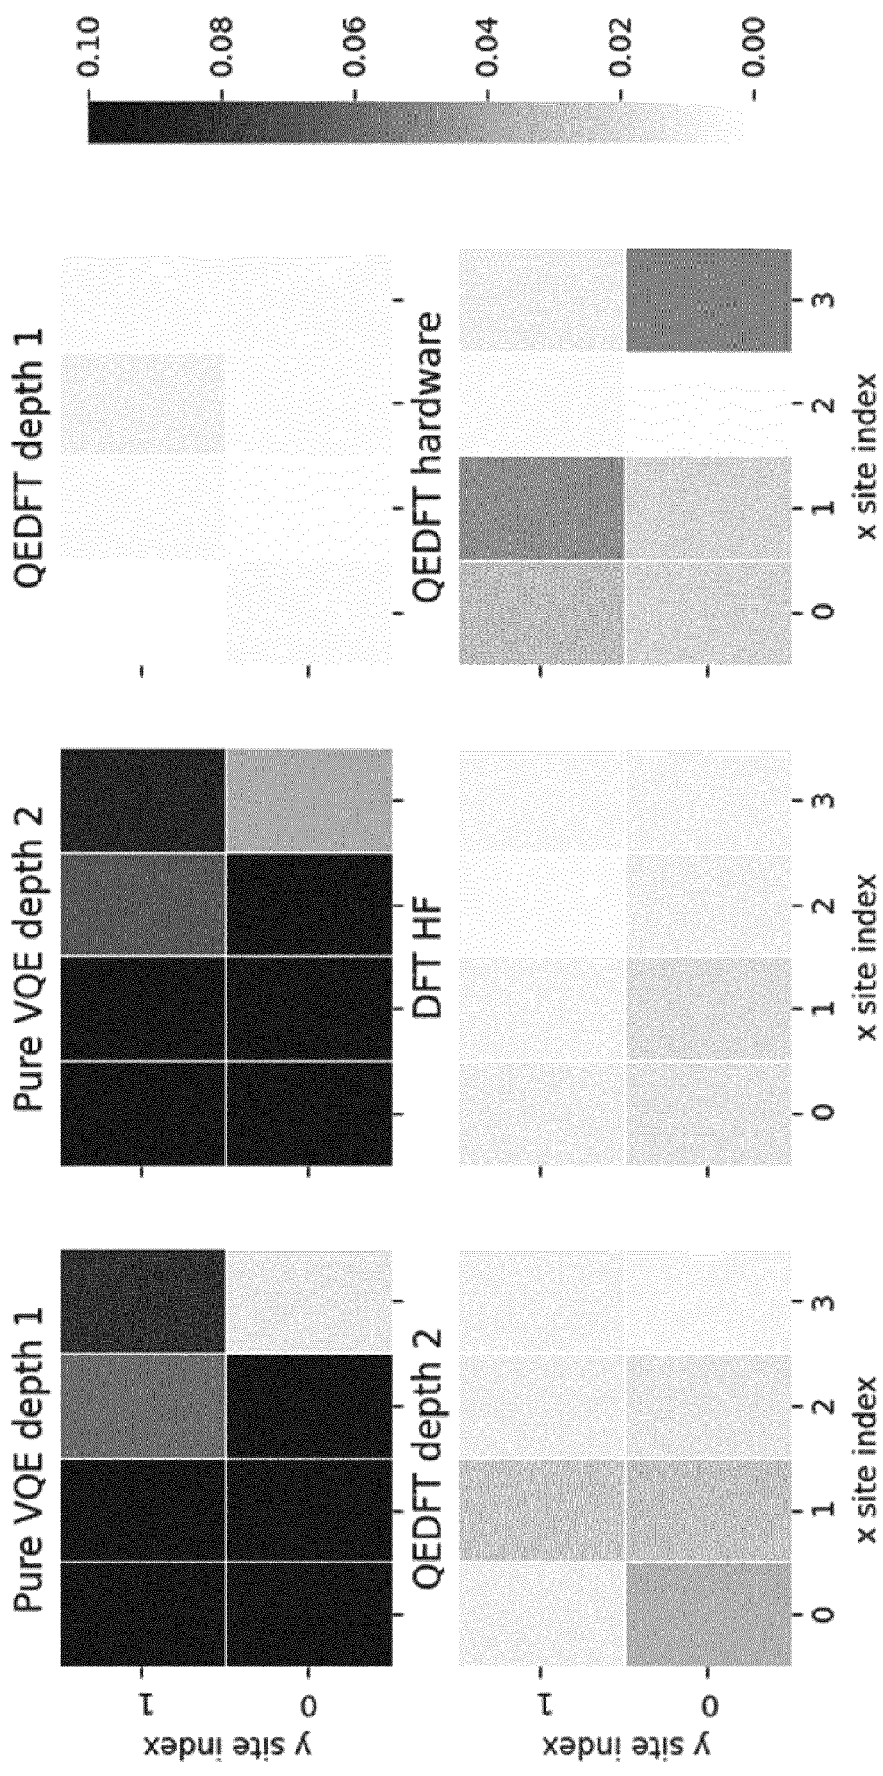 Pure VQE depth 1
Pure VQE depth 2
QEDFT depth 1
y site index
1
0
QEDFT depth 2
DFT HF
QEDFT hardware
y site index
1
0
0 1 2 3
0 1 2 3
0 1 2 3
x site index
x site index
x site index
0.10
0.08
0.06
0.04
0.02
0.00